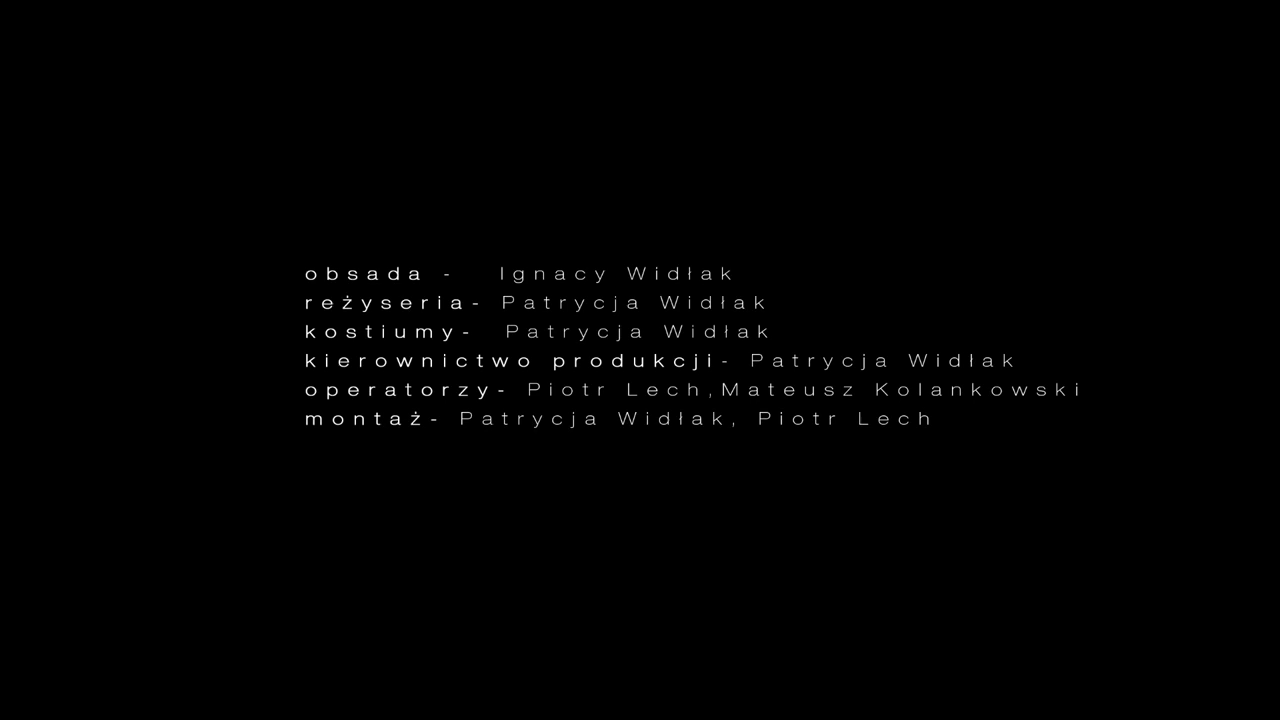 obsada - Ignacy Widłak
reżyseria- Patrycja Widłak
kostiumy- Patrycja Widłak
kierownictwo produkcji- Patrycja Widłak
operatorzy- Piotr Lech,Mateusz Kolankowski
montaż- Patrycja Widłak, Piotr Lech